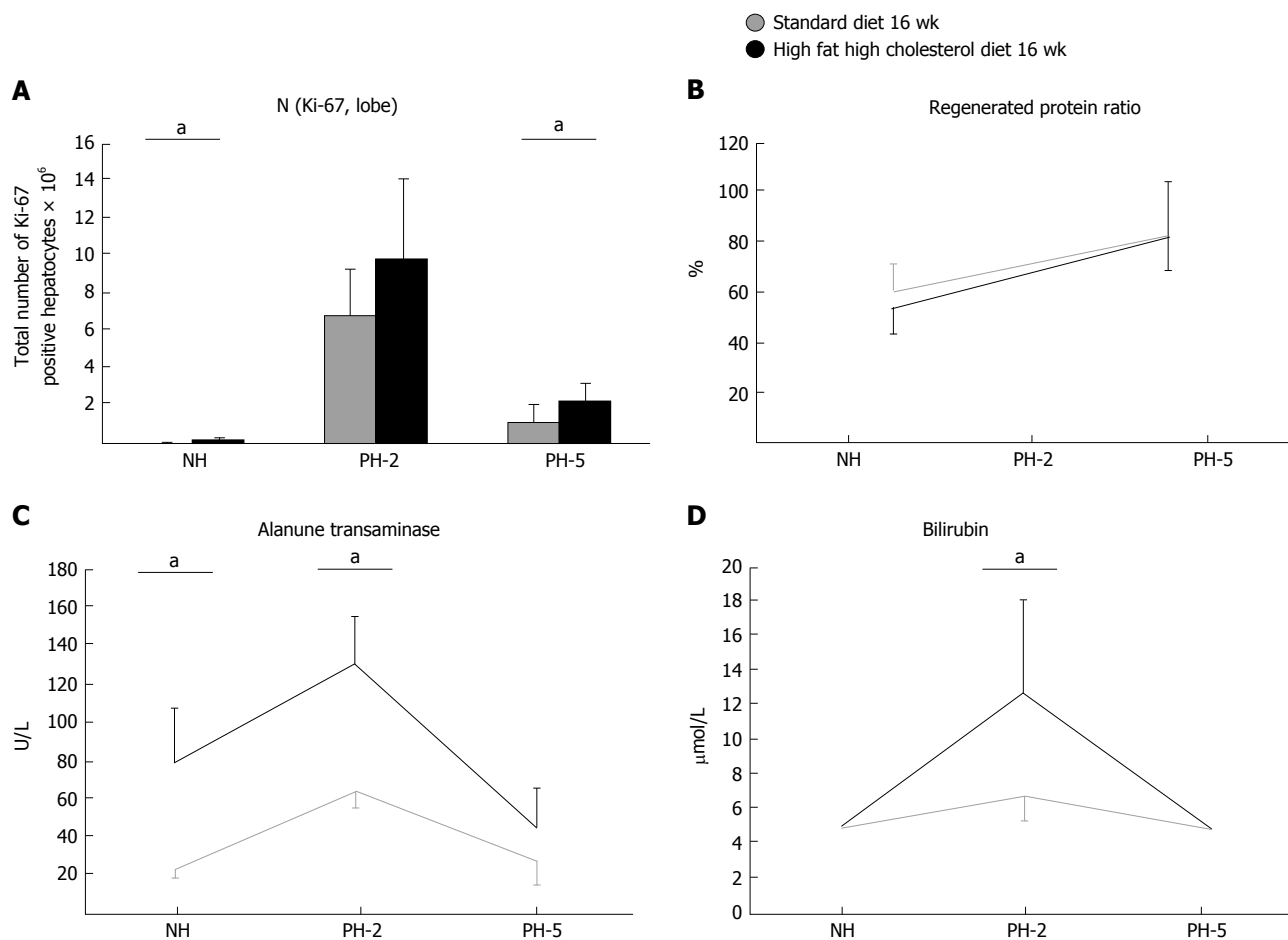 Standard diet 16 wk
High fat high cholesterol diet 16 wk
A
N (Ki-67, lobe)
Total number of Ki-67
positive hepatocytes × 10⁶
16
14
12
10
8
6
4
2
a
a
NH
PH-2
PH-5
B
Regenerated protein ratio
%
120
100
80
60
40
20
NH
PH-2
PH-5
C
Alanune transaminase
U/L
180
160
140
120
100
80
60
40
20
a
a
NH
PH-2
PH-5
D
Bilirubin
μmol/L
20
18
16
14
12
10
8
6
4
2
0
a
NH
PH-2
PH-5